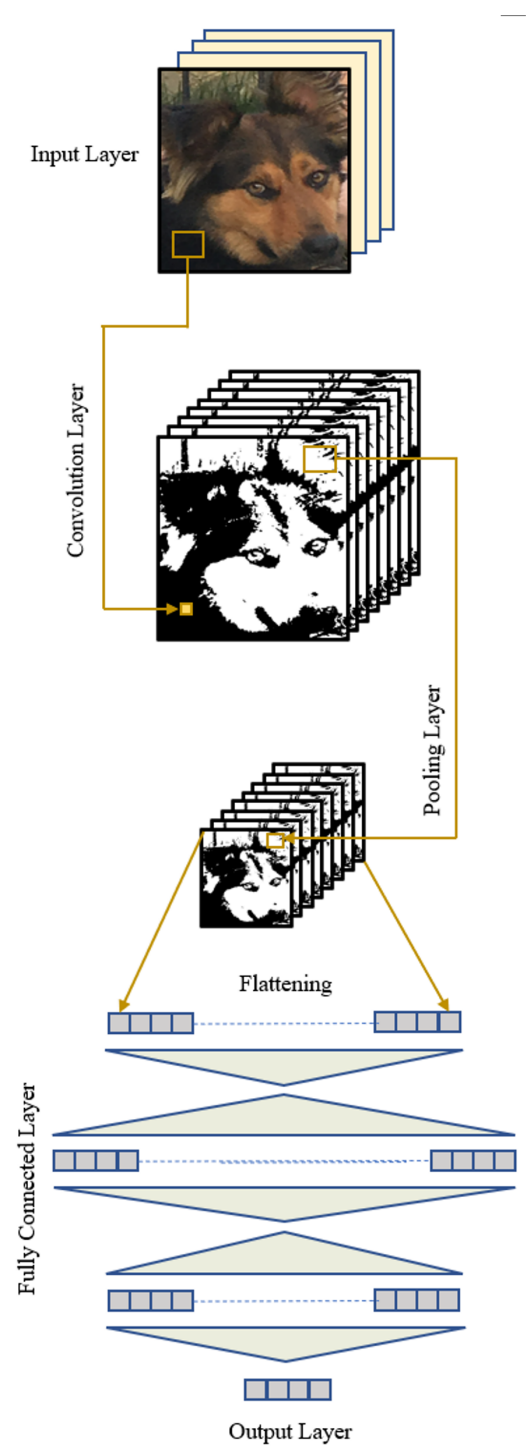 Input Layer
Convolution Layer
Pooling Layer
Flattening
Fully Connected Layer
Output Layer